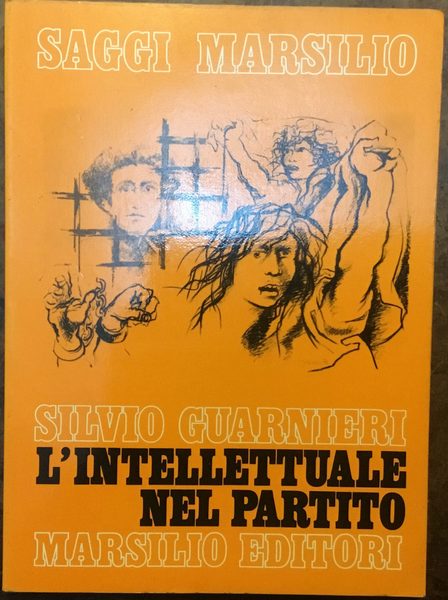 SAGGI MARSILIO
SILVIO GUARNIERI
L'INTELLETTUALE
NEL PARTITO
MARSILIO EDITORI